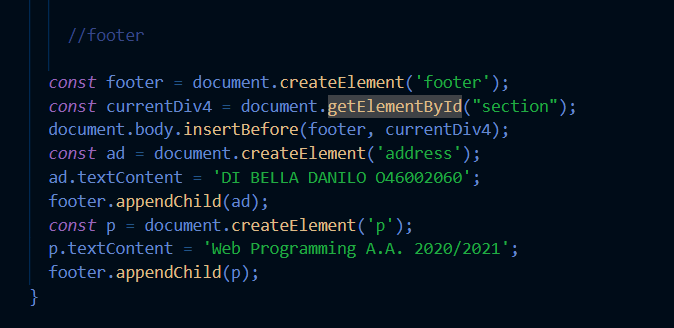 //footer
const footer = document.createElement('footer');
const currentDiv4 = document.getElementById("section");
document.body.insertBefore(footer, currentDiv4);
const ad = document.createElement('address');
ad.textContent = 'DI BELLA DANILO O46002060';
footer.appendChild(ad);
const p = document.createElement('p');
p.textContent = 'Web Programming A.A. 2020/2021';
footer.appendChild(p);
}